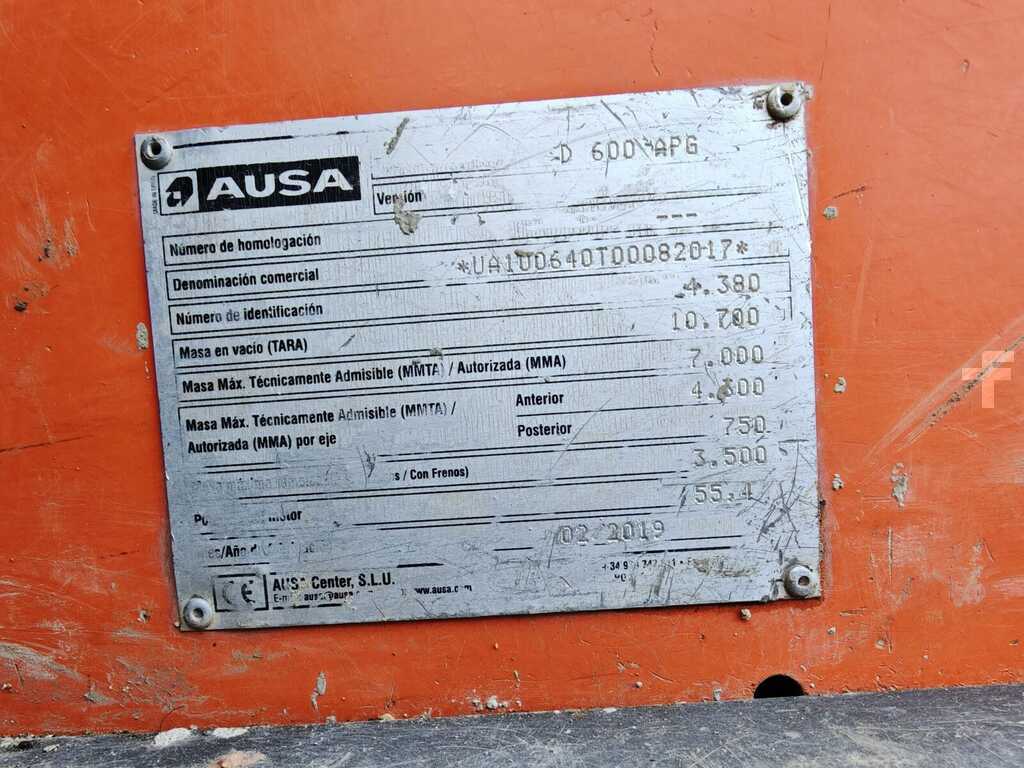 AUSA
D 600 APG
Versión
Número de homologación
---
Denominación comercial
Número de identificación
4.380
Masa en vacío (TARA)
10.700
Masa Máx. Técnicamente Admisible (MMTA) / Autorizada (MMA)
7.000
Masa Máx. Técnicamente Admisible (MMTA) /
Autorizada (MMA) por eje
Anterior
Posterior
750
s / Con Frenos)
3.500
55.4
02/2019
CE
AUSA Center, S.L.U.
www.ausa.com